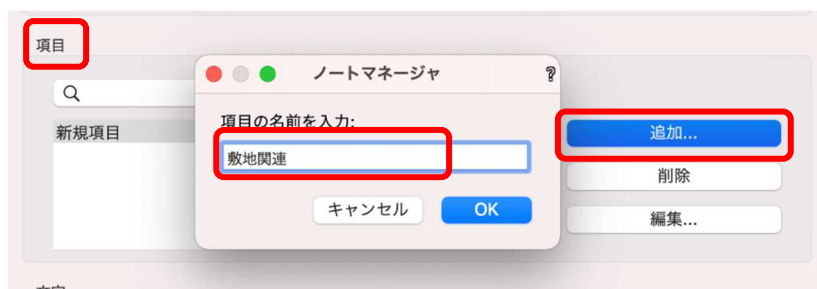 項目
ノートマネージャ
?
項目の名前を入力:
新規項目
追加...
敷地関連
削除
キャンセル
OK
編集...
文字